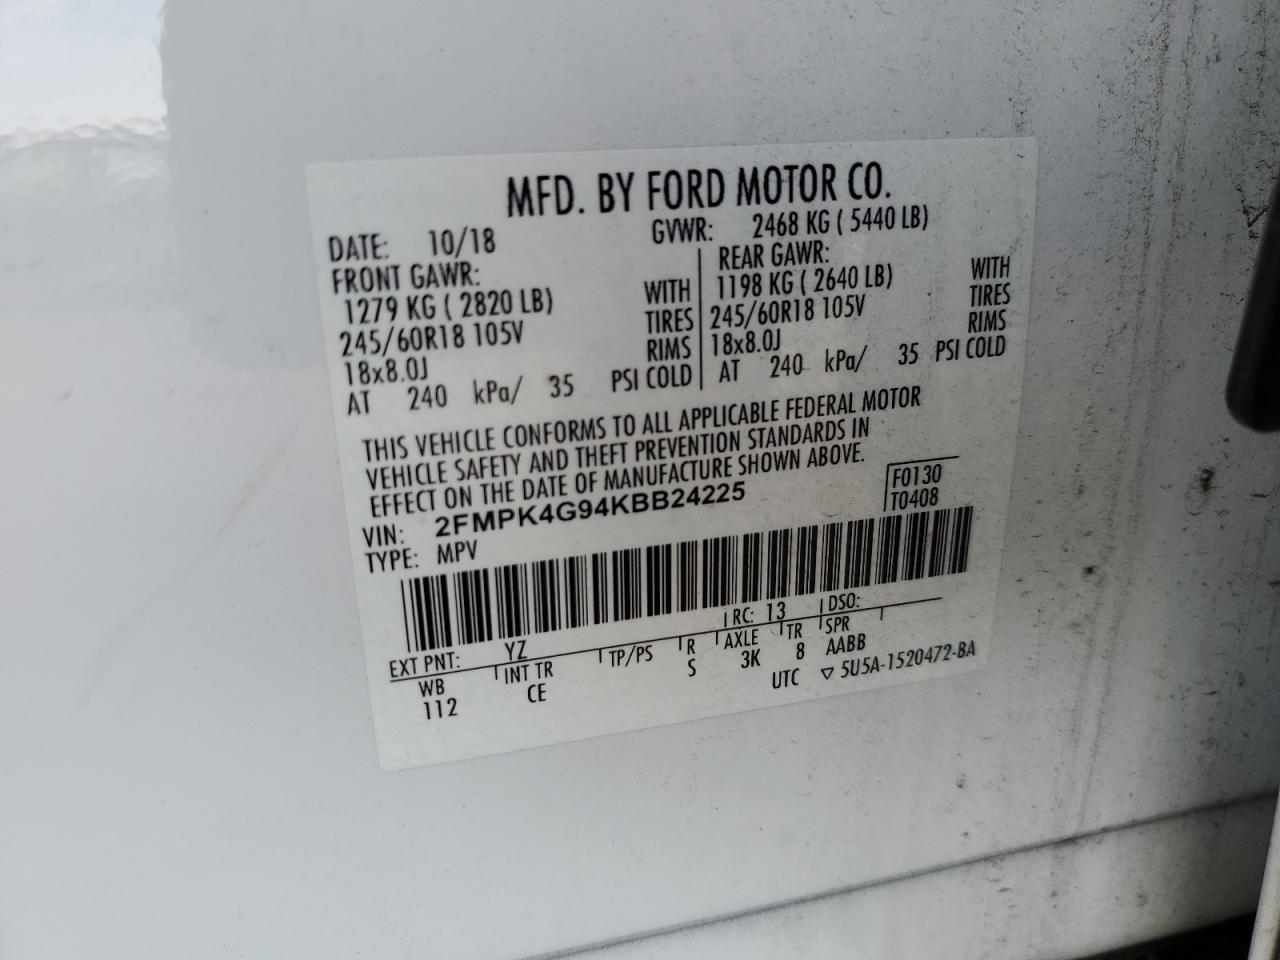 MFD. BY FORD MOTOR CO.
DATE: 10/18 GVWR: 2468 KG ( 5440 LB)
FRONT GAWR: REAR GAWR:
1279 KG ( 2820 LB) WITH 1198 KG ( 2640 LB) WITH
245/60R18 105V TIRES 245/60R18 105V TIRES
18x8.0J RIMS 18x8.0J RIMS
AT 240 kPa/ 35 PSI COLD AT 240 kPa/ 35 PSI COLD
THIS VEHICLE CONFORMS TO ALL APPLICABLE FEDERAL MOTOR
VEHICLE SAFETY AND THEFT PREVENTION STANDARDS IN
EFFECT ON THE DATE OF MANUFACTURE SHOWN ABOVE.
F0130
VIN: 2FMPK4G94KBB24225 T0408
TYPE: MPV
EXT PNT: YZ RC: 13 DSO:
WB INT TR TP/PS R AXLE TR SPR
112 CE S 3K 8 AABB
UTC ▽ 5U5A-1520472-BA